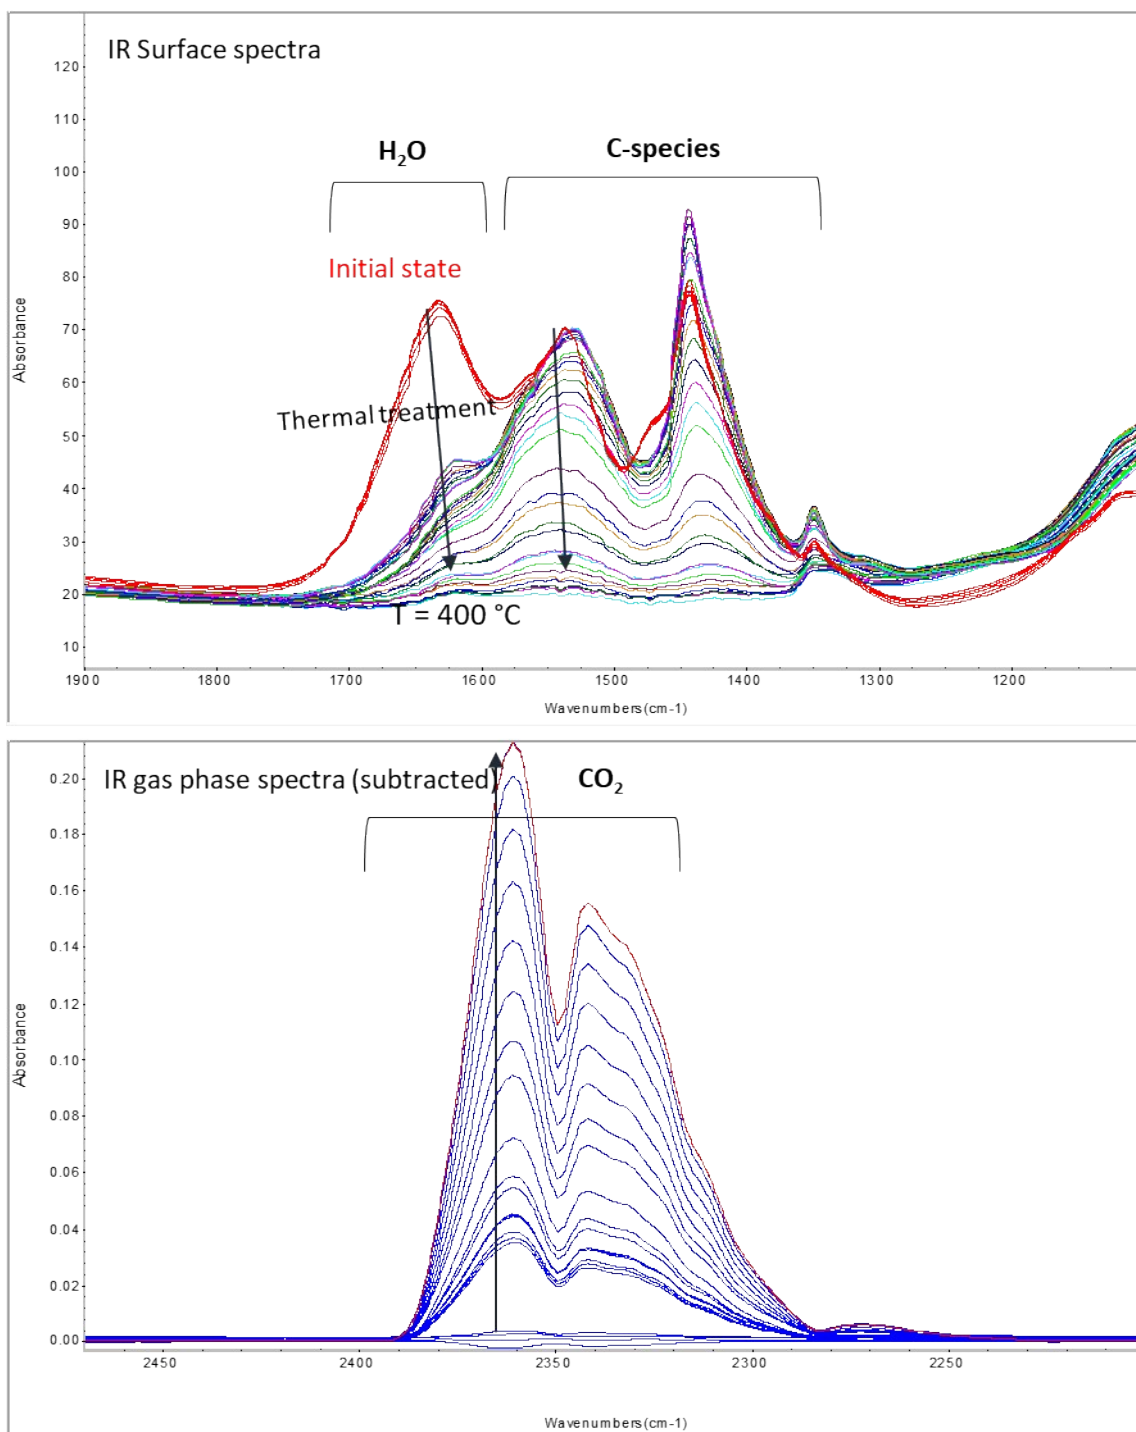 IR Surface spectra
120
110
100
90
80
70
60
50
40
30
20
10
Absorbance
H₂O
C-species
Initial state
Thermal treatment
T = 400 °C
1900 1800 1700 1600 1500 1400 1300 1200
Wavenumbers(cm-1)
IR gas phase spectra (subtracted)
CO₂
0.20
0.18
0.16
0.14
0.12
0.10
0.08
0.06
0.04
0.02
0.00
Absorbance
2450 2400 2350 2300 2250
Wavenumbers(cm-1)